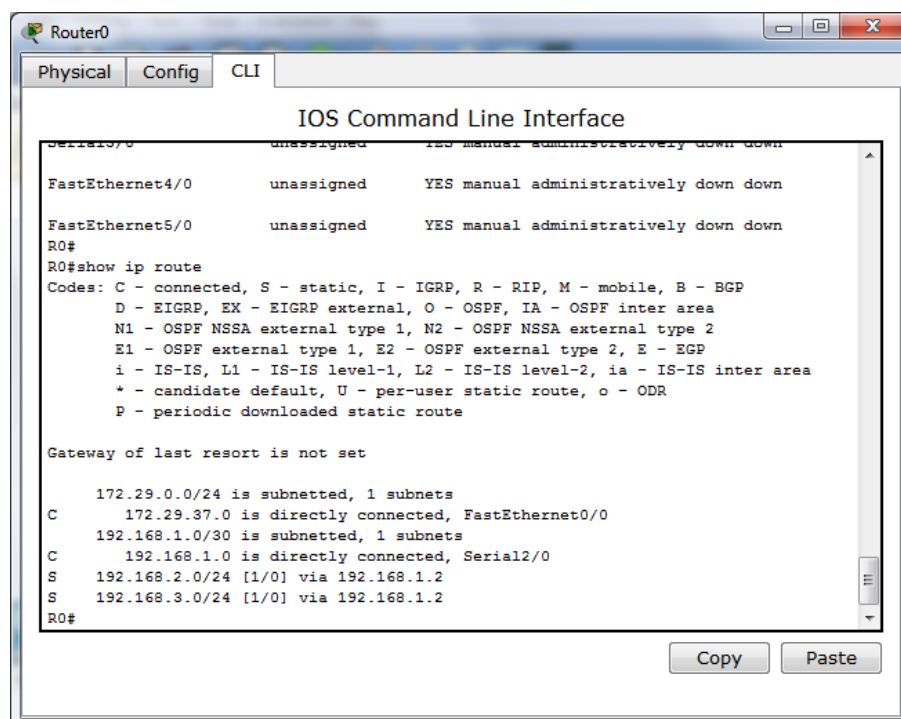 Router0
Physical Config CLI
IOS Command Line Interface
Serial3/0 unassigned YES manual administratively down down
FastEthernet4/0 unassigned YES manual administratively down down
FastEthernet5/0 unassigned YES manual administratively down down
R0#
R0#show ip route
Codes: C - connected, S - static, I - IGRP, R - RIP, M - mobile, B - BGP
D - EIGRP, EX - EIGRP external, O - OSPF, IA - OSPF inter area
N1 - OSPF NSSA external type 1, N2 - OSPF NSSA external type 2
E1 - OSPF external type 1, E2 - OSPF external type 2, E - EGP
i - IS-IS, L1 - IS-IS level-1, L2 - IS-IS level-2, ia - IS-IS inter area
* - candidate default, U - per-user static route, o - ODR
P - periodic downloaded static route
Gateway of last resort is not set
172.29.0.0/24 is subnetted, 1 subnets
C 172.29.37.0 is directly connected, FastEthernet0/0
192.168.1.0/30 is subnetted, 1 subnets
C 192.168.1.0 is directly connected, Serial2/0
S 192.168.2.0/24 [1/0] via 192.168.1.2
S 192.168.3.0/24 [1/0] via 192.168.1.2
R0#
Copy Paste